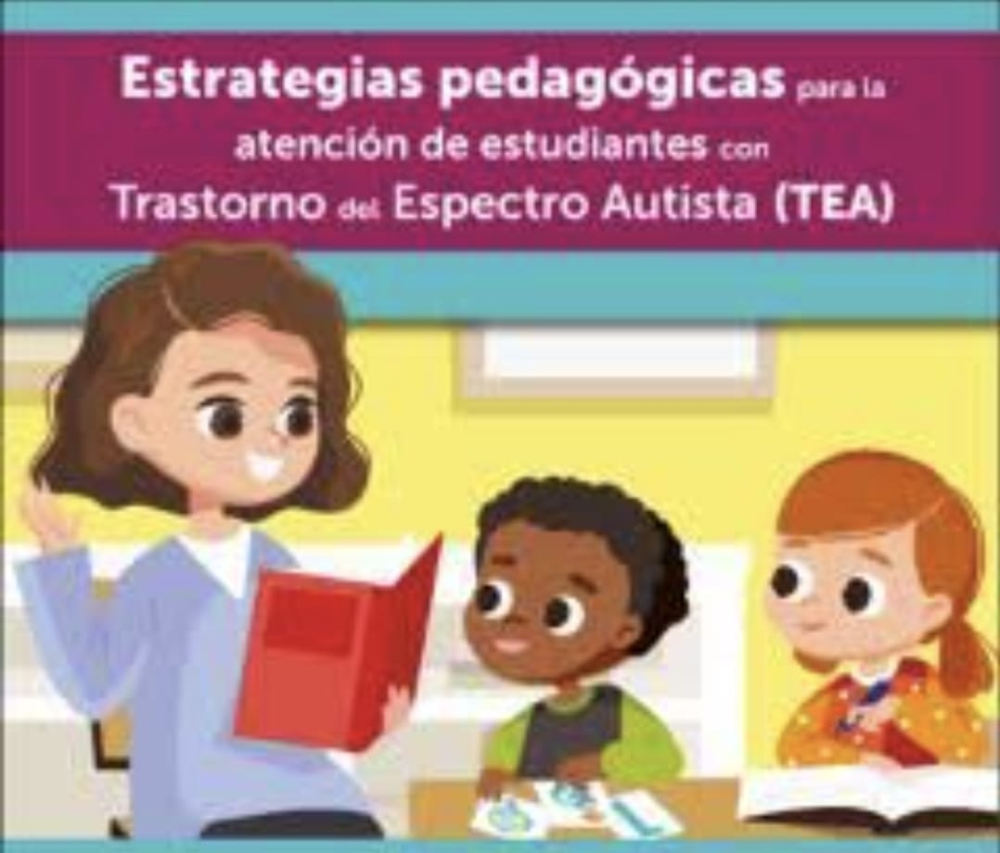 Estrategias pedagógicas para la
atención de estudiantes con
Trastorno del Espectro Autista (TEA)